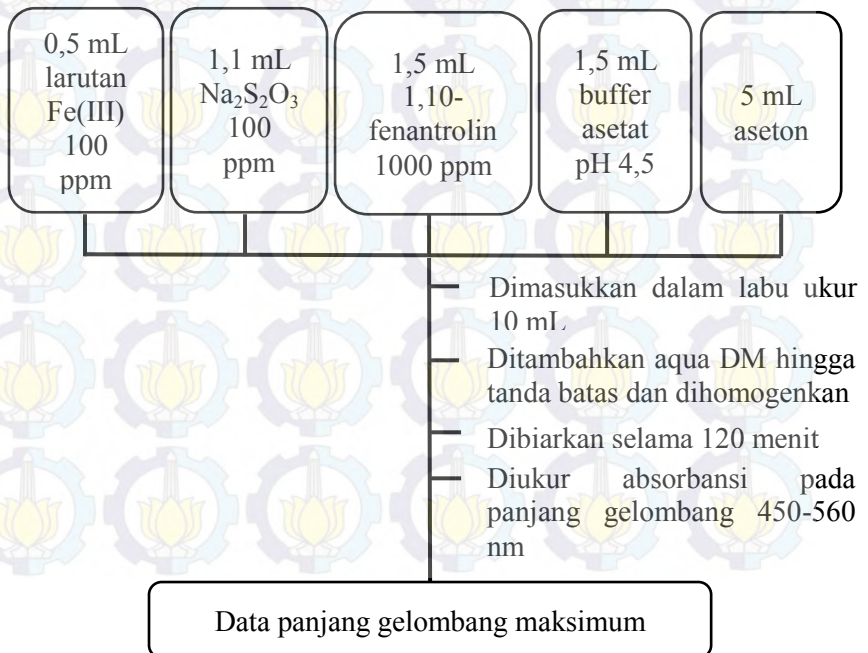 0,5 mL
larutan
Fe(III)
100
ppm
1,1 mL
Na₂S₂O₃
100
ppm
1,5 mL
1,10-
fenantrolin
1000 ppm
1,5 mL
buffer
asetat
pH 4,5
5 mL
aseton
Dimasukkan dalam labu ukur
10 mL
Ditambahkan aqua DM hingga
tanda batas dan dihomogenkan
Dibiarkan selama 120 menit
Diukur absorbansi pada
panjang gelombang 450-560
nm
Data panjang gelombang maksimum